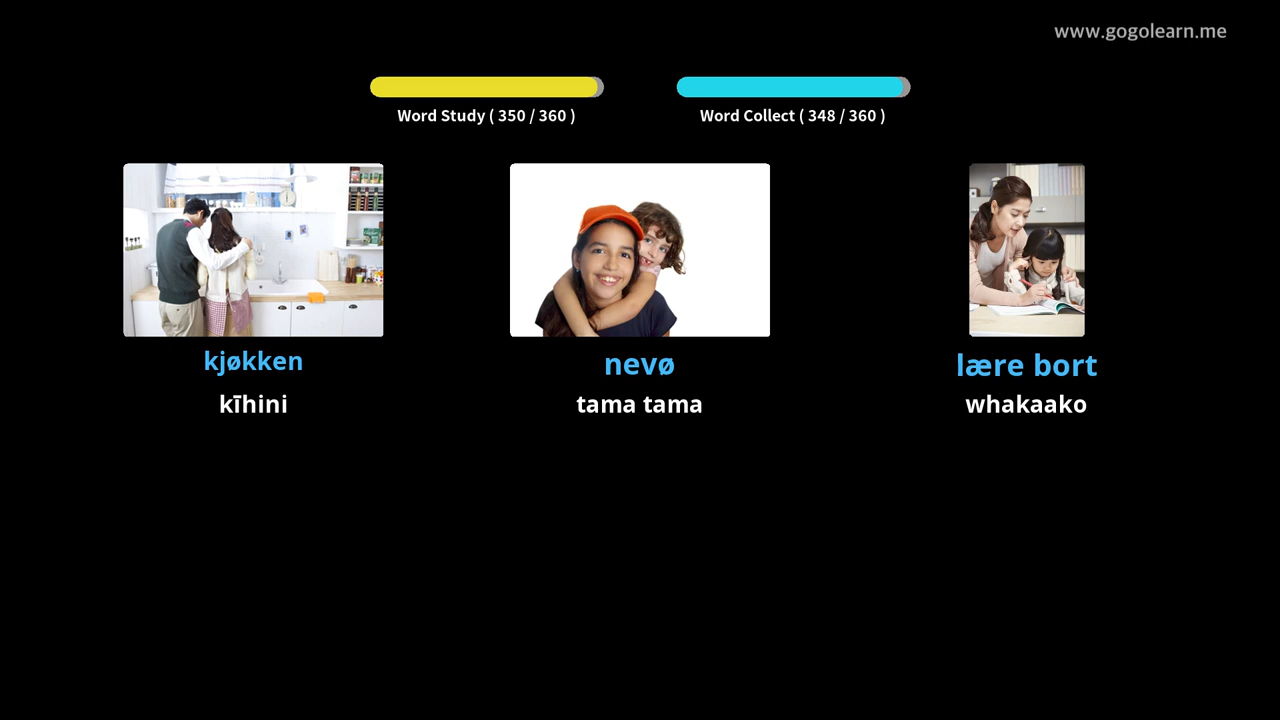 www.gogolearn.me
Word Study ( 350 / 360 )
Word Collect ( 348 / 360 )
kjøkken
nevø
lære bort
kīhini
tama tama
whakaako